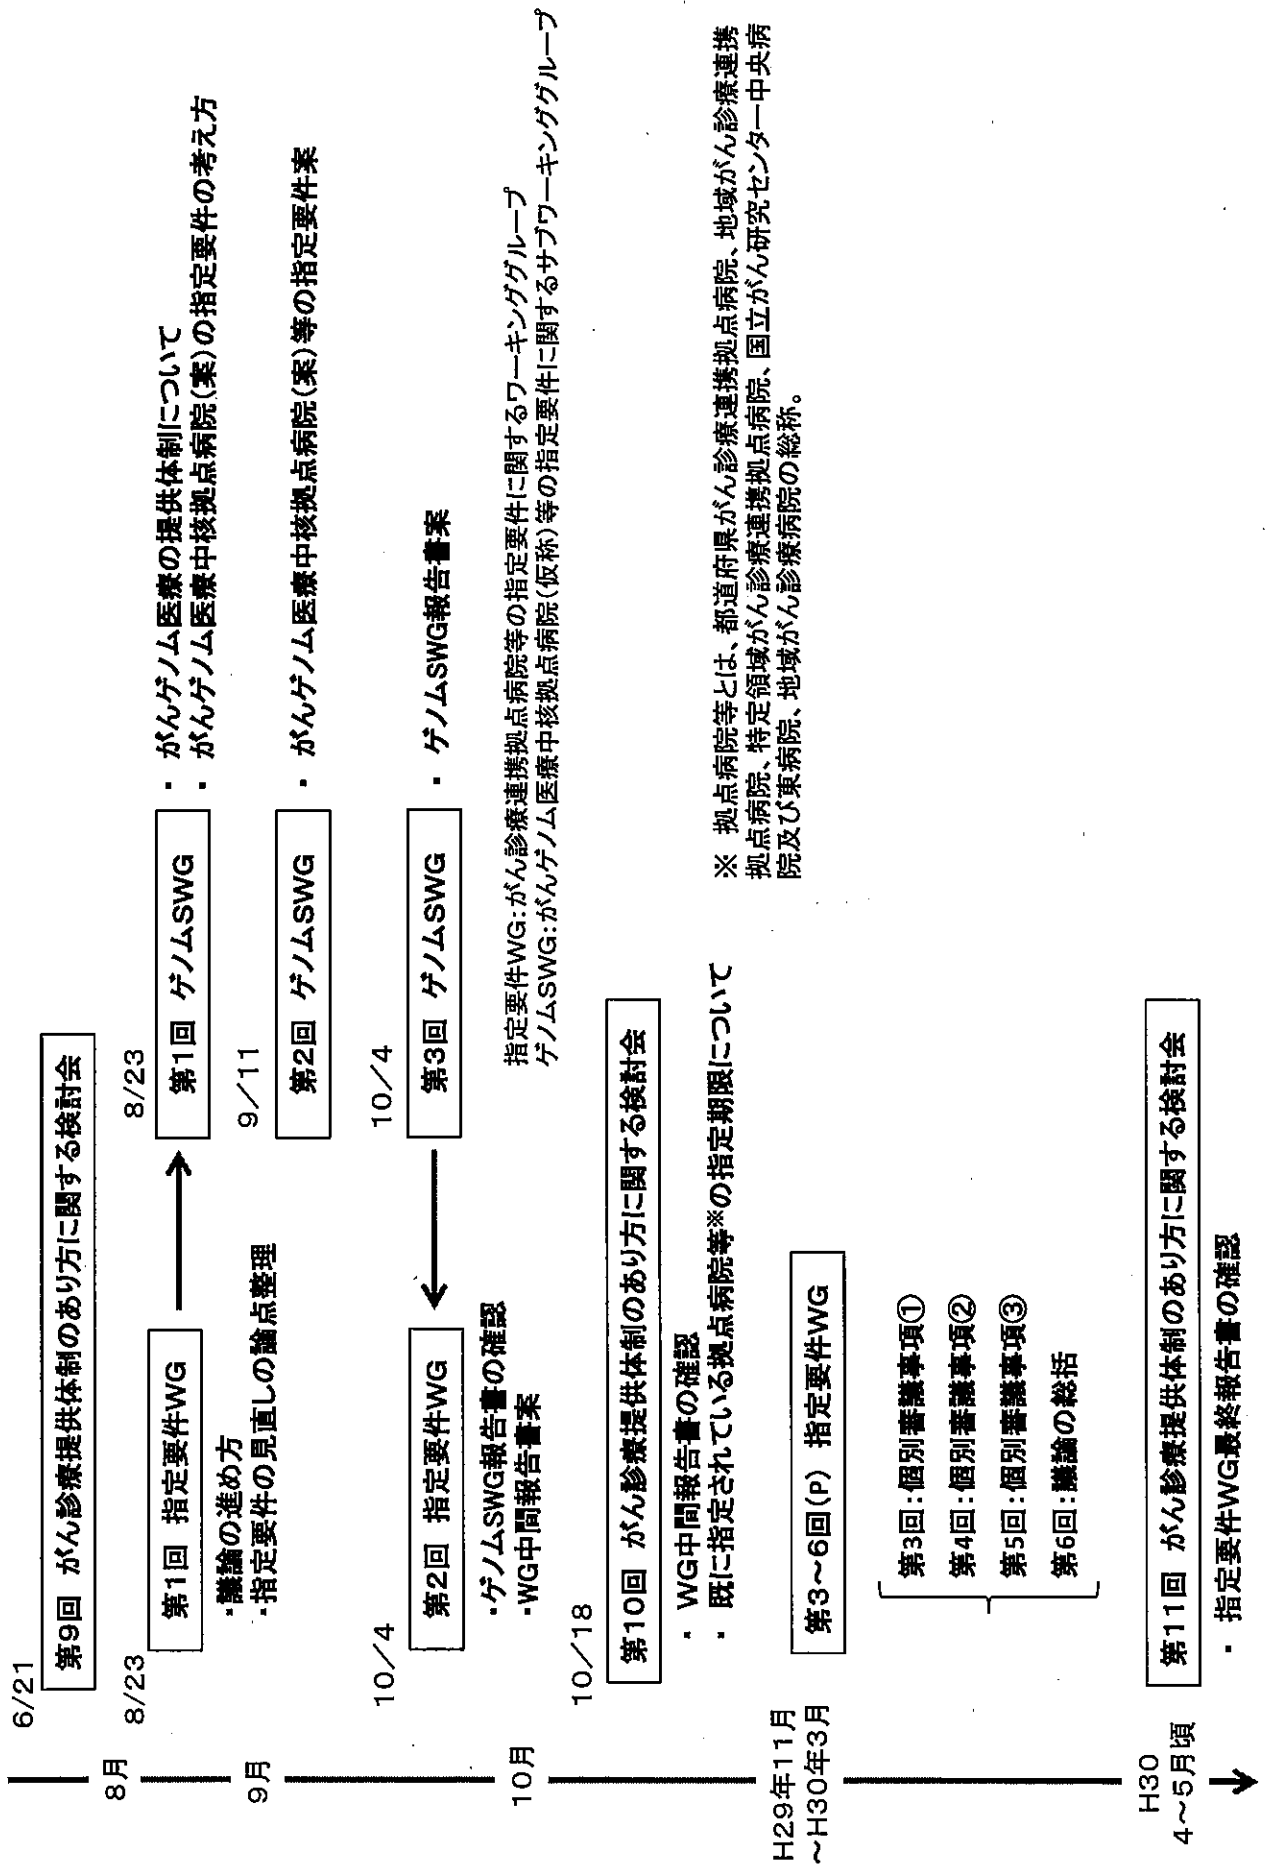 6/21
第9回 がん診療提供体制のあり方に関する検討会
8月
8/23
第1回 指定要件WG
・議論の進め方
・指定要件の見直しの論点整理
8/23
第1回 ゲノムSWG
・ がんゲノム医療の提供体制について
・ がんゲノム医療中核拠点病院(案)の指定要件の考え方
9月
9/11
第2回 ゲノムSWG
・ がんゲノム医療中核拠点病院(案)等の指定要件案
10/4
第2回 指定要件WG
・ゲノムSWG報告書の確認
・WG中間報告書案
10/4
第3回 ゲノムSWG
・ ゲノムSWG報告書案
指定要件WG:がん診療連携拠点病院等の指定要件に関するワーキンググループ
ゲノムSWG:がんゲノム医療中核拠点病院(仮称)等の指定要件に関するサブワーキンググループ
10月
10/18
第10回 がん診療提供体制のあり方に関する検討会
・ WG中間報告書の確認
・ 既に指定されている拠点病院等※の指定期限について
※ 拠点病院等とは、都道府県がん診療連携拠点病院、地域がん診療連携
拠点病院、特定領域がん診療連携拠点病院、国立がん研究センター中央病
院及び東病院、地域がん診療病院の総称。
H29年11月
～H30年3月
第3～6回(P) 指定要件WG
第3回:個別審議事項①
第4回:個別審議事項②
第5回:個別審議事項③
第6回:議論の総括
H30
4～5月頃
第11回 がん診療提供体制のあり方に関する検討会
・ 指定要件WG最終報告書の確認